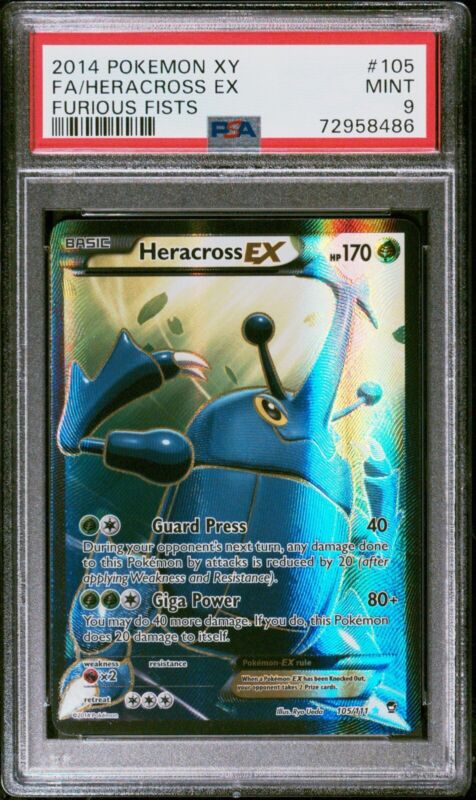 2014 POKEMON XY #105
FA/HERACROSS EX MINT
FURIOUS FISTS 9
PSA 72958486
BASIC Heracross EX HP 170
Guard Press 40
During your opponent's next turn, any damage done
to this Pokémon by attacks is reduced by 20 (after
applying Weakness and Resistance).
Giga Power 80+
You may do 40 more damage. If you do, this Pokémon
does 20 damage to itself.
weakness resistance
×2
retreat
Pokémon-EX rule
When a Pokémon-EX has been Knocked Out,
your opponent takes 2 Prize cards.
©2014 Pokémon
Illus. Ryo Ueda 105/111